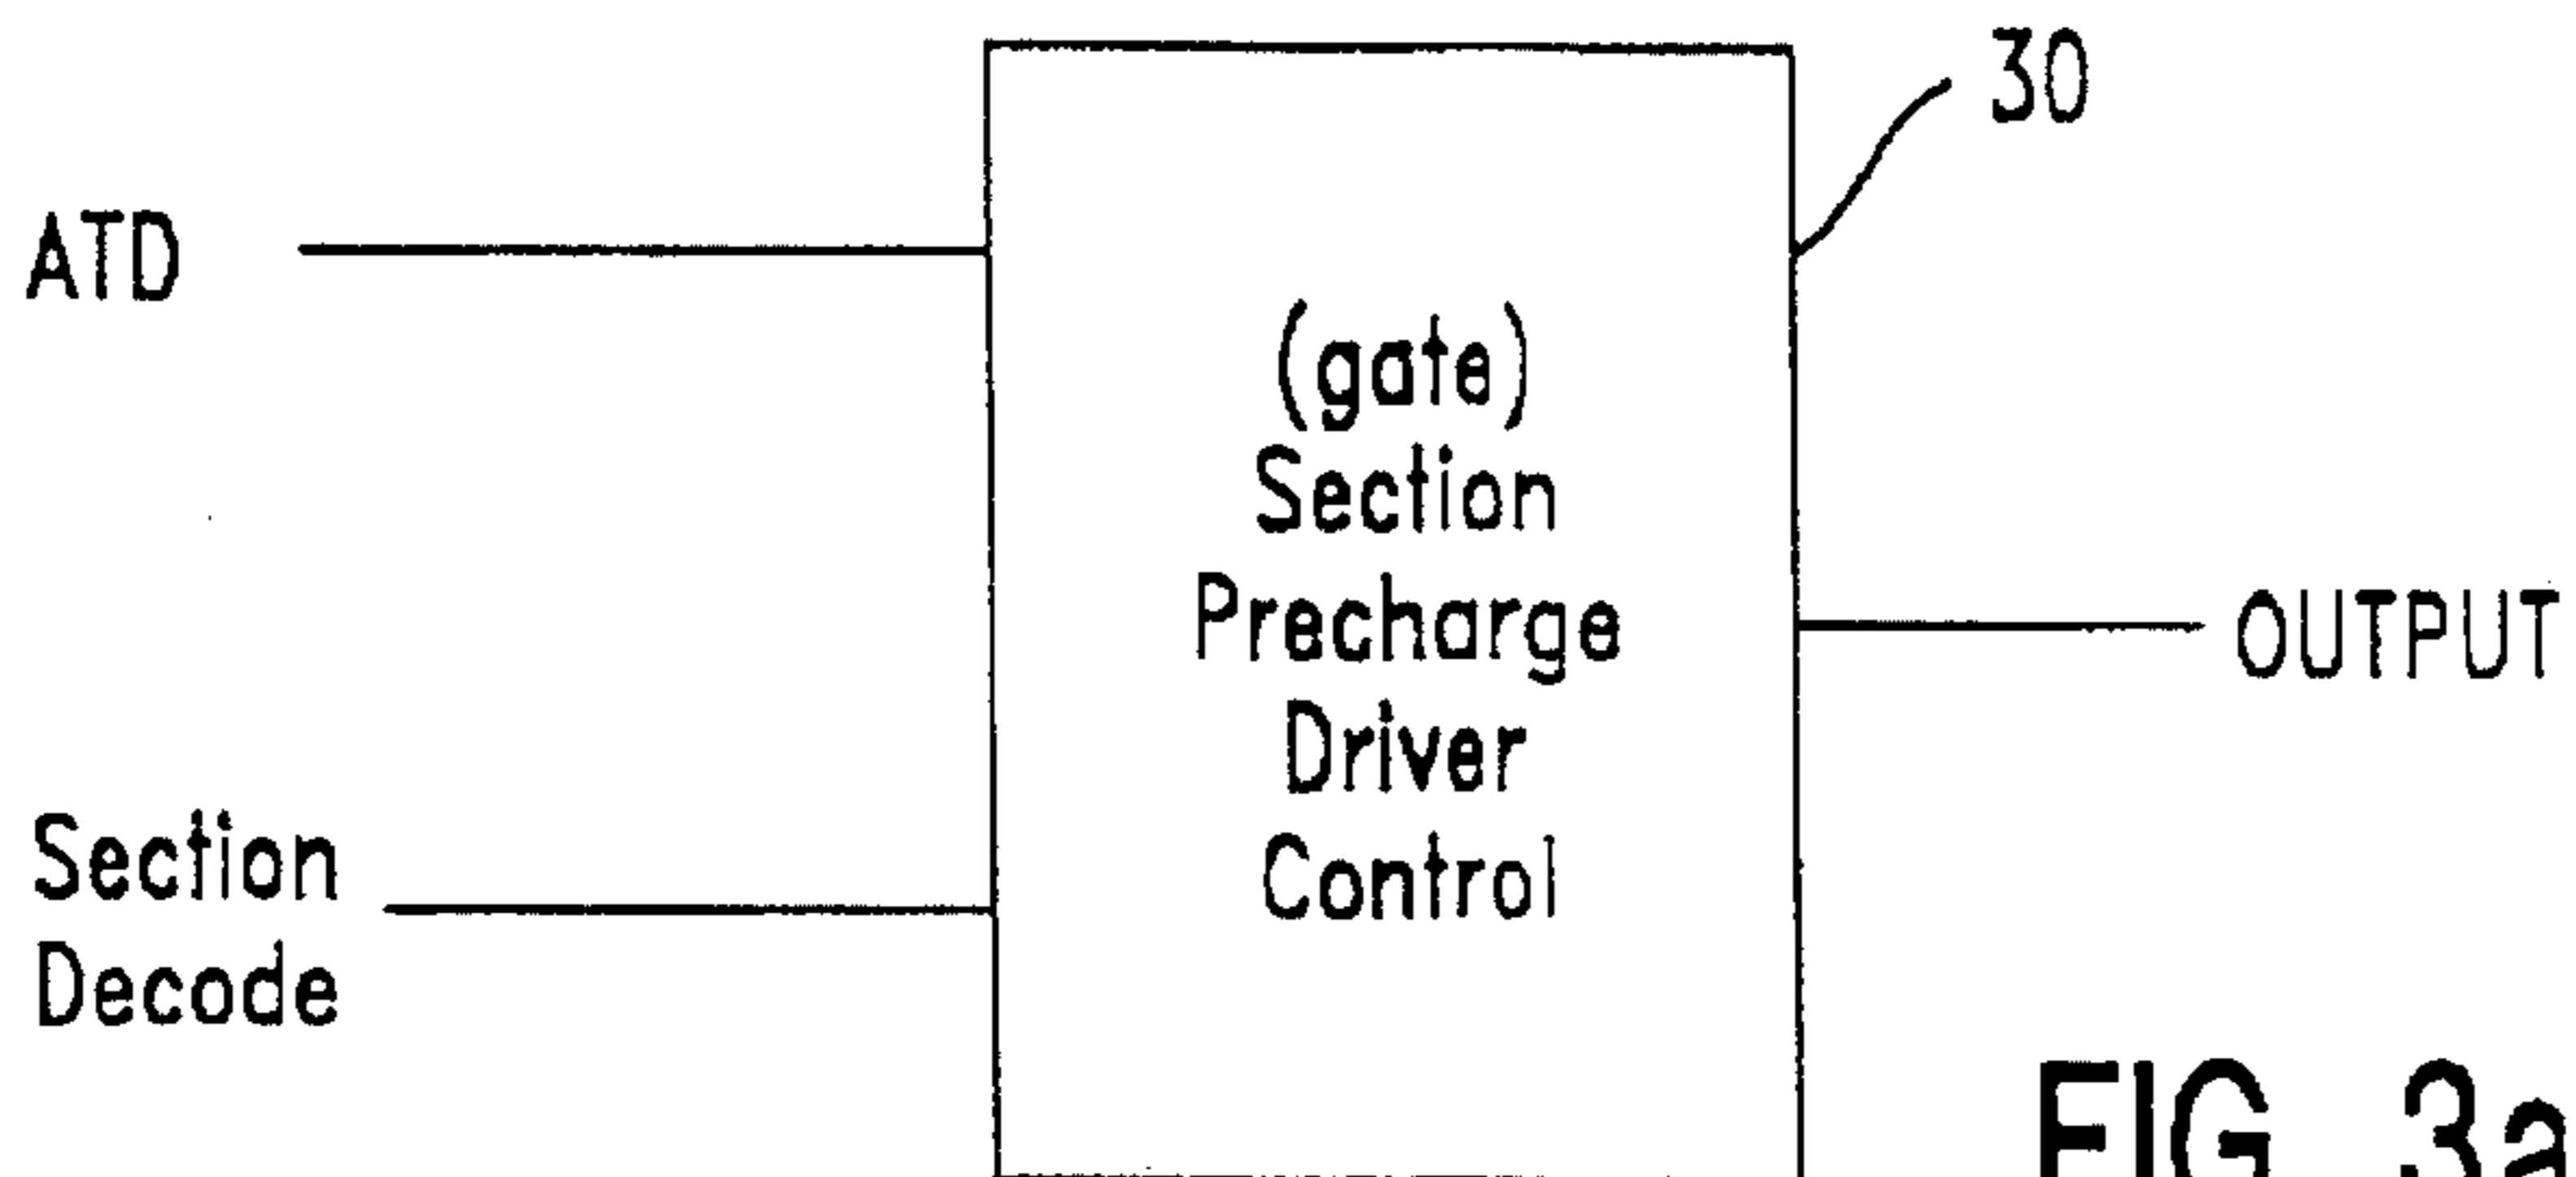 30
ATD
(gate)
Section
Precharge
Driver
Control
OUTPUT
Section
Decode
FIG. 3a